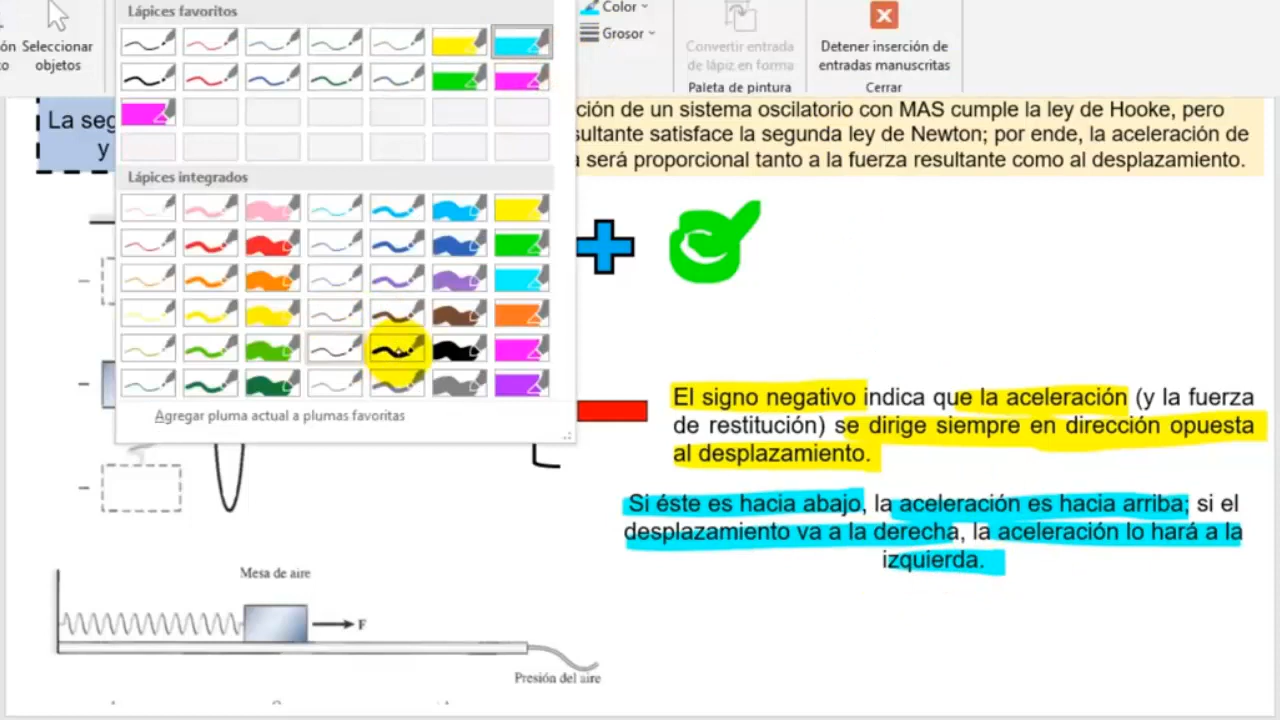 Lápices favoritos
Color
Grosor
Seleccionar
objetos
Convertir entrada
de lápiz en forma
Detener inserción de
entradas manuscritas
Paleta de pintura
Cerrar
La seg
y
ción de un sistema oscilatorio con MAS cumple la ley de Hooke, pero
sultante satisface la segunda ley de Newton; por ende, la aceleración de
a será proporcional tanto a la fuerza resultante como al desplazamiento.
Lápices integrados
Agregar pluma actual a plumas favoritas
El signo negativo indica que la aceleración (y la fuerza
de restitución) se dirige siempre en dirección opuesta
al desplazamiento.
Si éste es hacia abajo, la aceleración es hacia arriba; si el
desplazamiento va a la derecha, la aceleración lo hará a la
izquierda.
Mesa de aire
F
Presión del aire